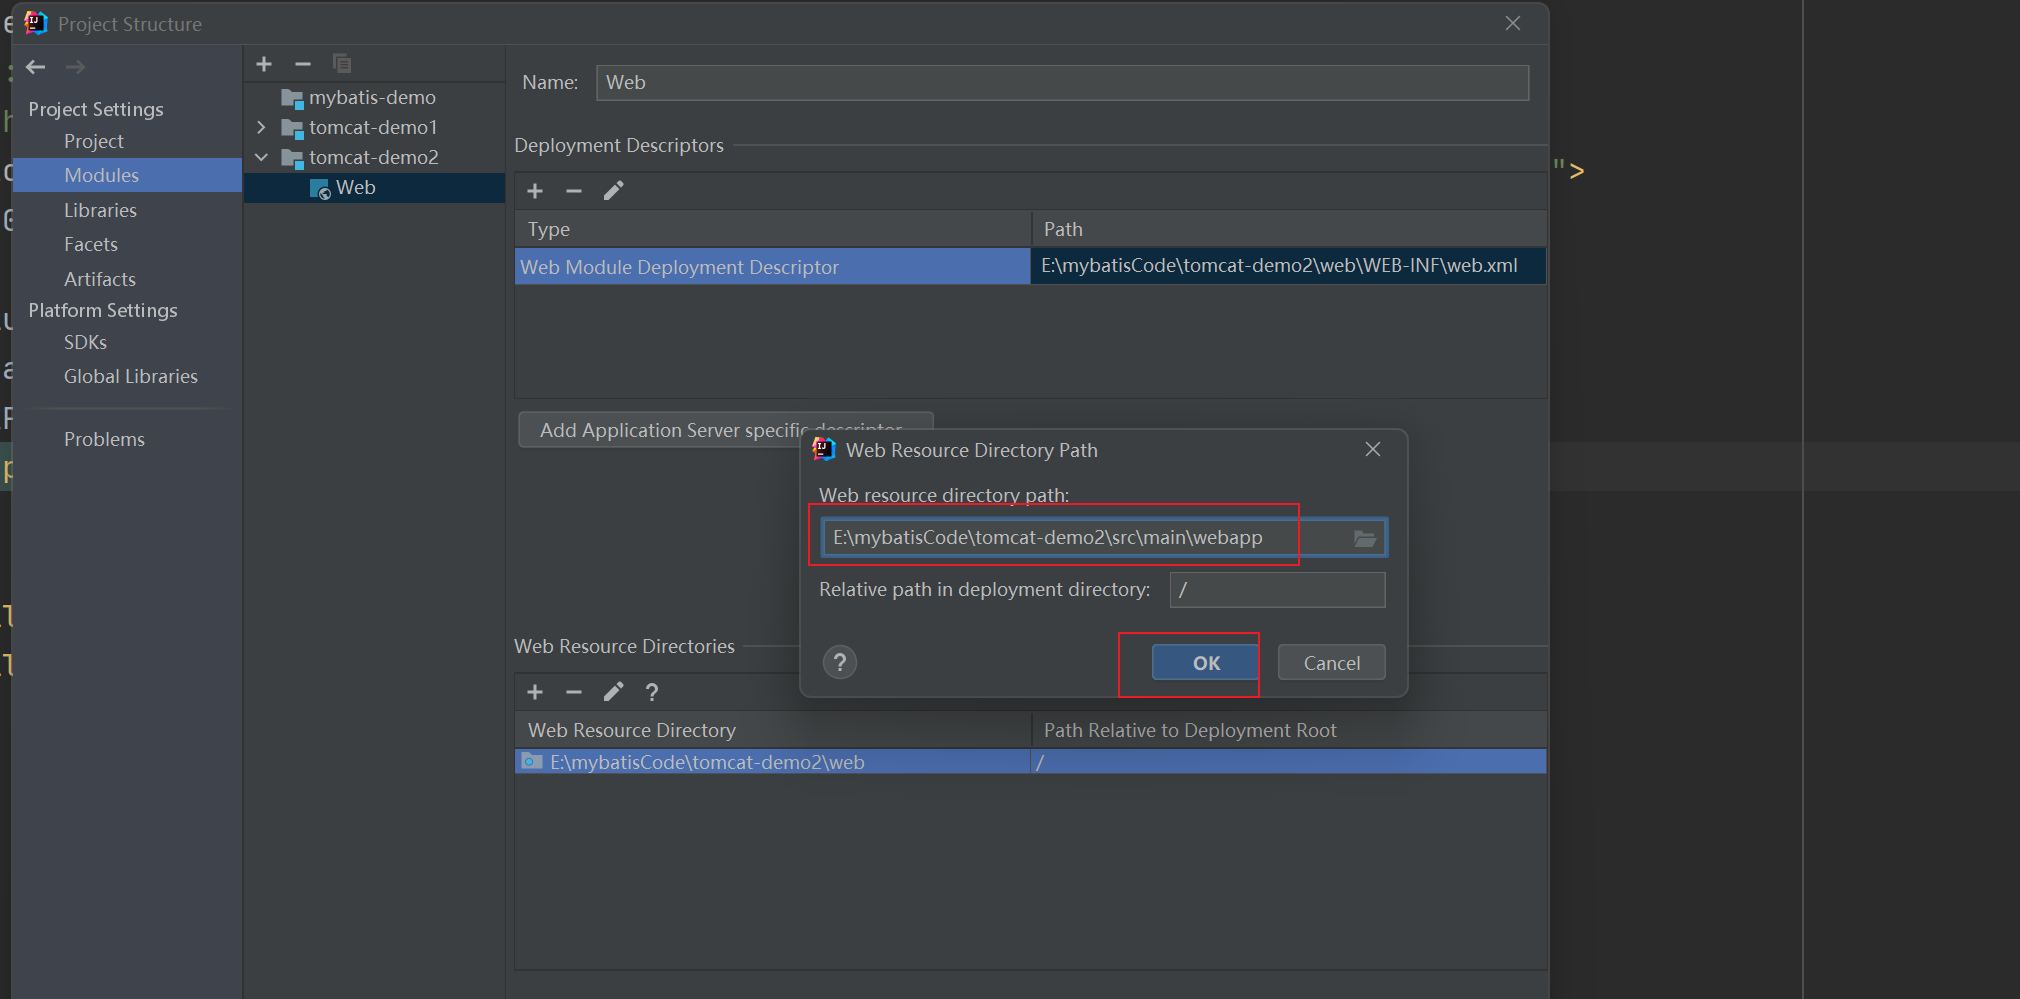 Project Structure
Project Settings
Project
Modules
Libraries
Facets
Artifacts
Platform Settings
SDKs
Global Libraries
Problems
mybatis-demo
tomcat-demo1
tomcat-demo2
Web
Name: Web
Deployment Descriptors
Type Path
Web Module Deployment Descriptor E:\mybatisCode\tomcat-demo2\web\WEB-INF\web.xml
Add Application Server specific descriptor...
Web Resource Directory Path
Web resource directory path:
E:\mybatisCode\tomcat-demo2\src\main\webapp
Relative path in deployment directory: /
? OK Cancel
Web Resource Directories
?
Web Resource Directory Path Relative to Deployment Root
E:\mybatisCode\tomcat-demo2\web /
">